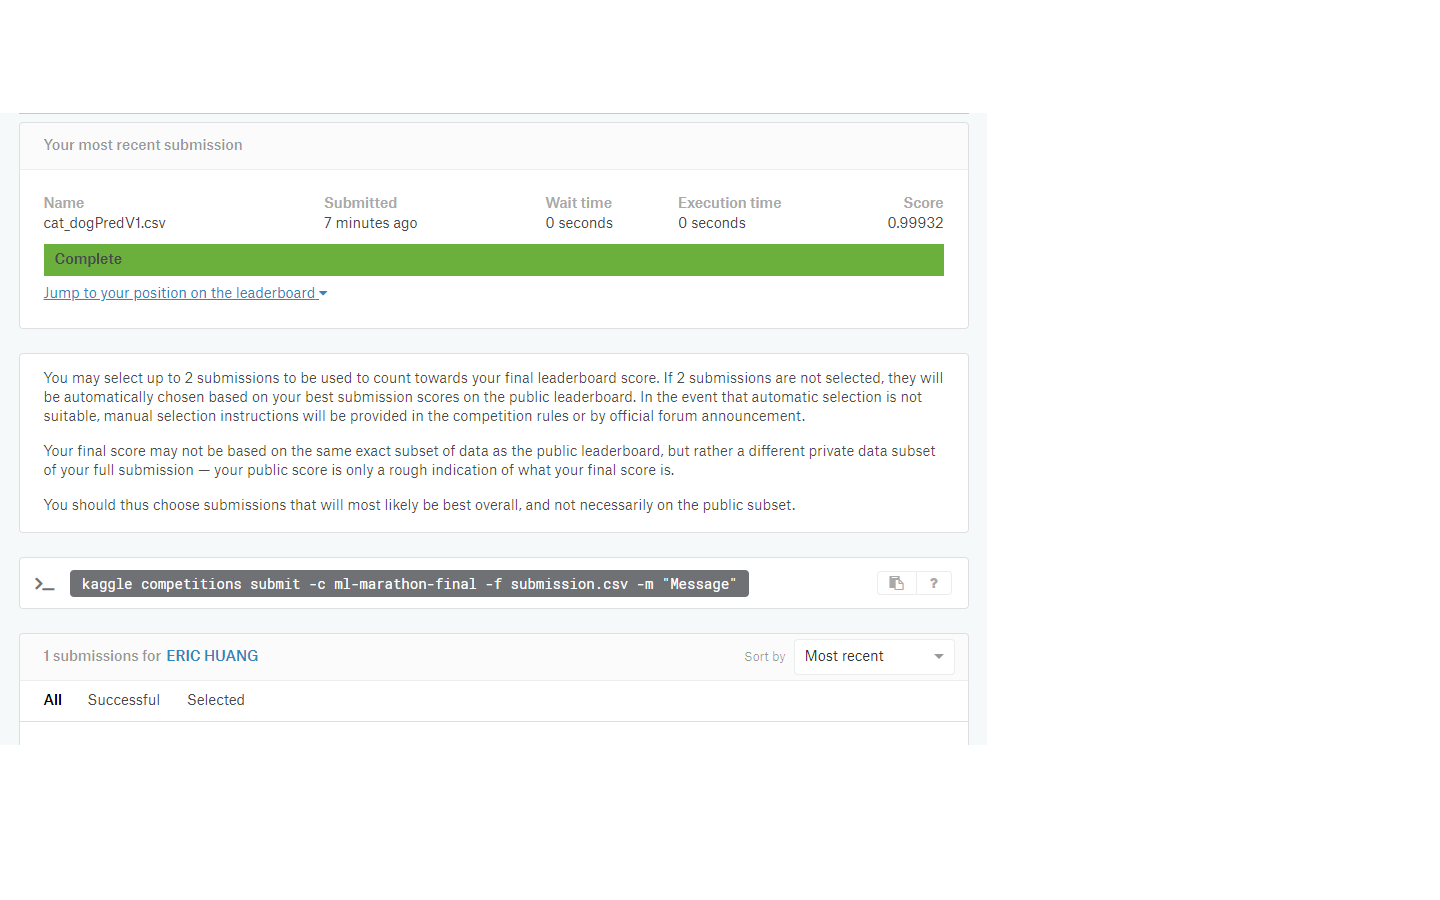 Your most recent submission
Name Submitted Wait time Execution time Score
cat_dogPredV1.csv 7 minutes ago 0 seconds 0 seconds 0.99932
Complete
Jump to your position on the leaderboard
You may select up to 2 submissions to be used to count towards your final leaderboard score. If 2 submissions are not selected, they will
be automatically chosen based on your best submission scores on the public leaderboard. In the event that automatic selection is not
suitable, manual selection instructions will be provided in the competition rules or by official forum announcement.
Your final score may not be based on the same exact subset of data as the public leaderboard, but rather a different private data subset
of your full submission — your public score is only a rough indication of what your final score is.
You should thus choose submissions that will most likely be best overall, and not necessarily on the public subset.
>_ kaggle competitions submit -c ml-marathon-final -f submission.csv -m "Message" ?
1 submissions for ERIC HUANG Sort by Most recent
All Successful Selected